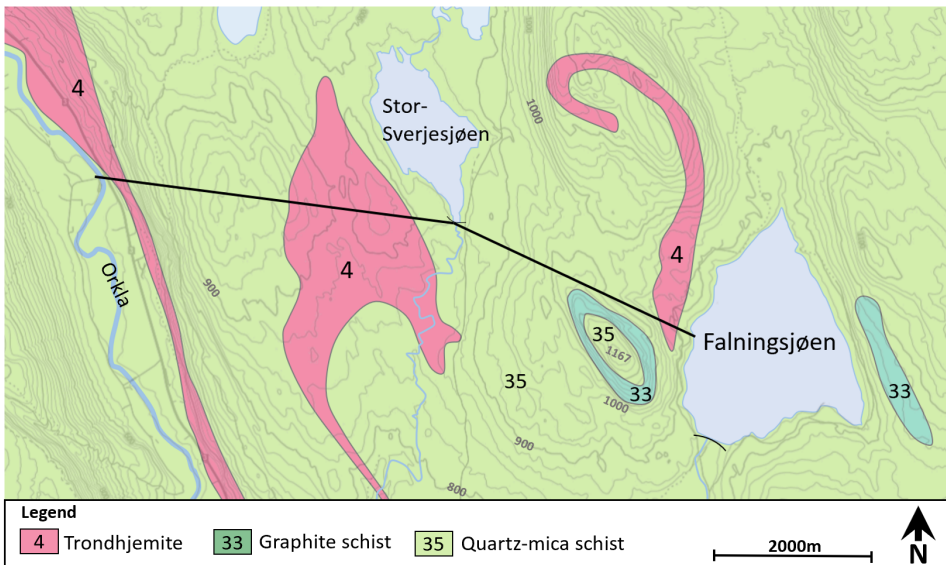 4
Stor-
Sverjesjøen
1000
4
4
Orkla
900
Falningsjøen
35
1167
35
33
1000
33
900
800
Legend
4 Trondhjemite 33 Graphite schist 35 Quartz-mica schist
2000m
N